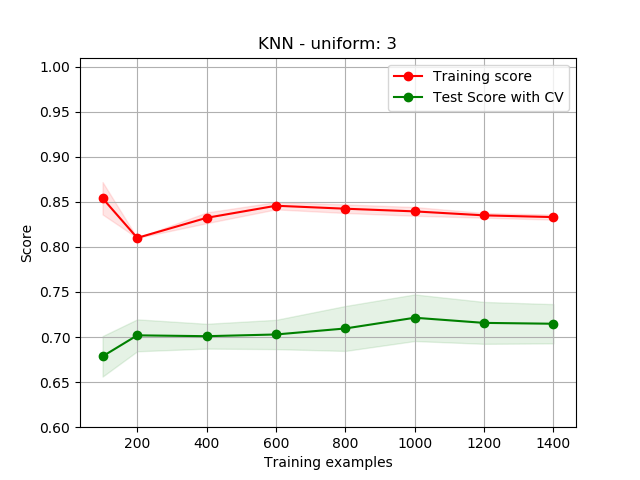 KNN - uniform: 3
Training score
Test Score with CV
1.00
0.95
0.90
0.85
0.80
0.75
0.70
0.65
0.60
Score
200 400 600 800 1000 1200 1400
Training examples